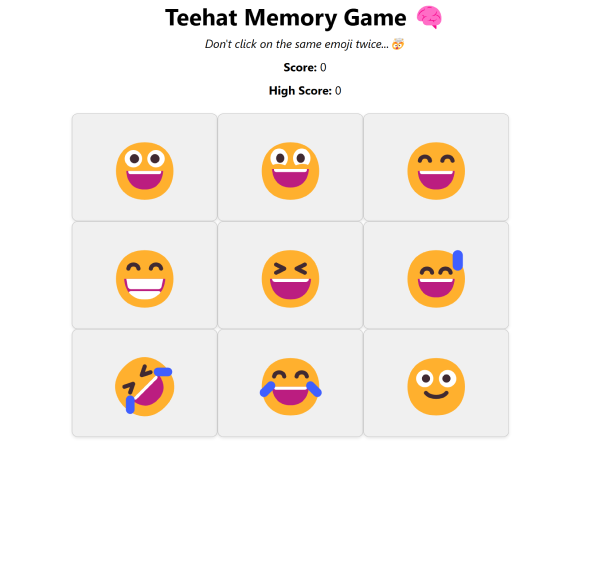 Teehat Memory Game 🧠
Don't click on the same emoji twice... 🤯
Score: 0
High Score: 0